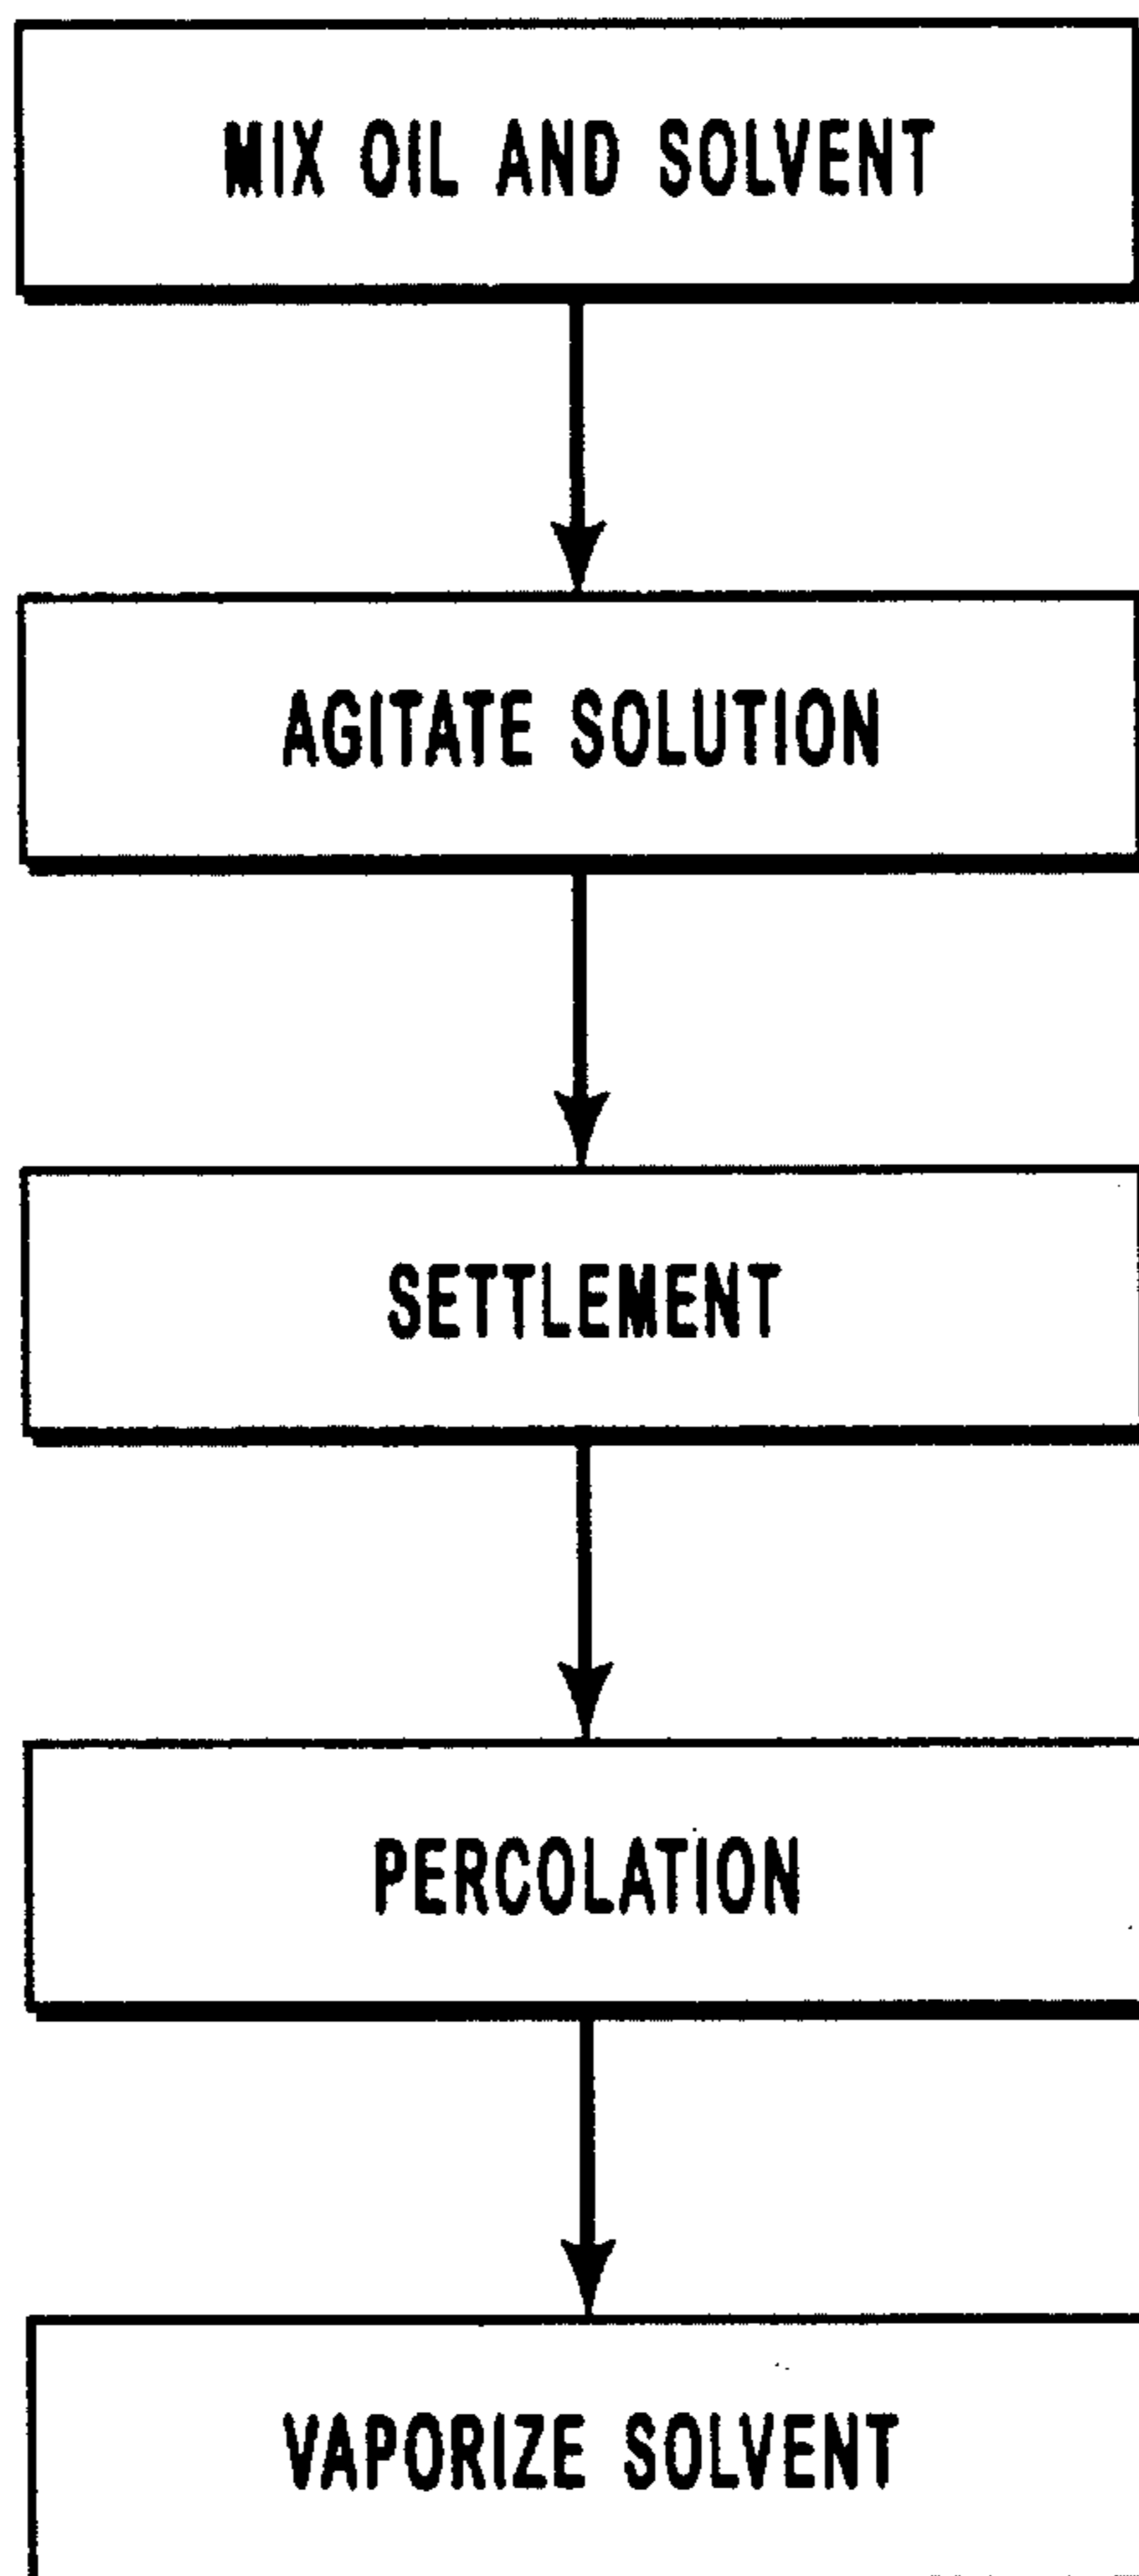 MIX OIL AND SOLVENT
AGITATE SOLUTION
SETTLEMENT
PERCOLATION
VAPORIZE SOLVENT